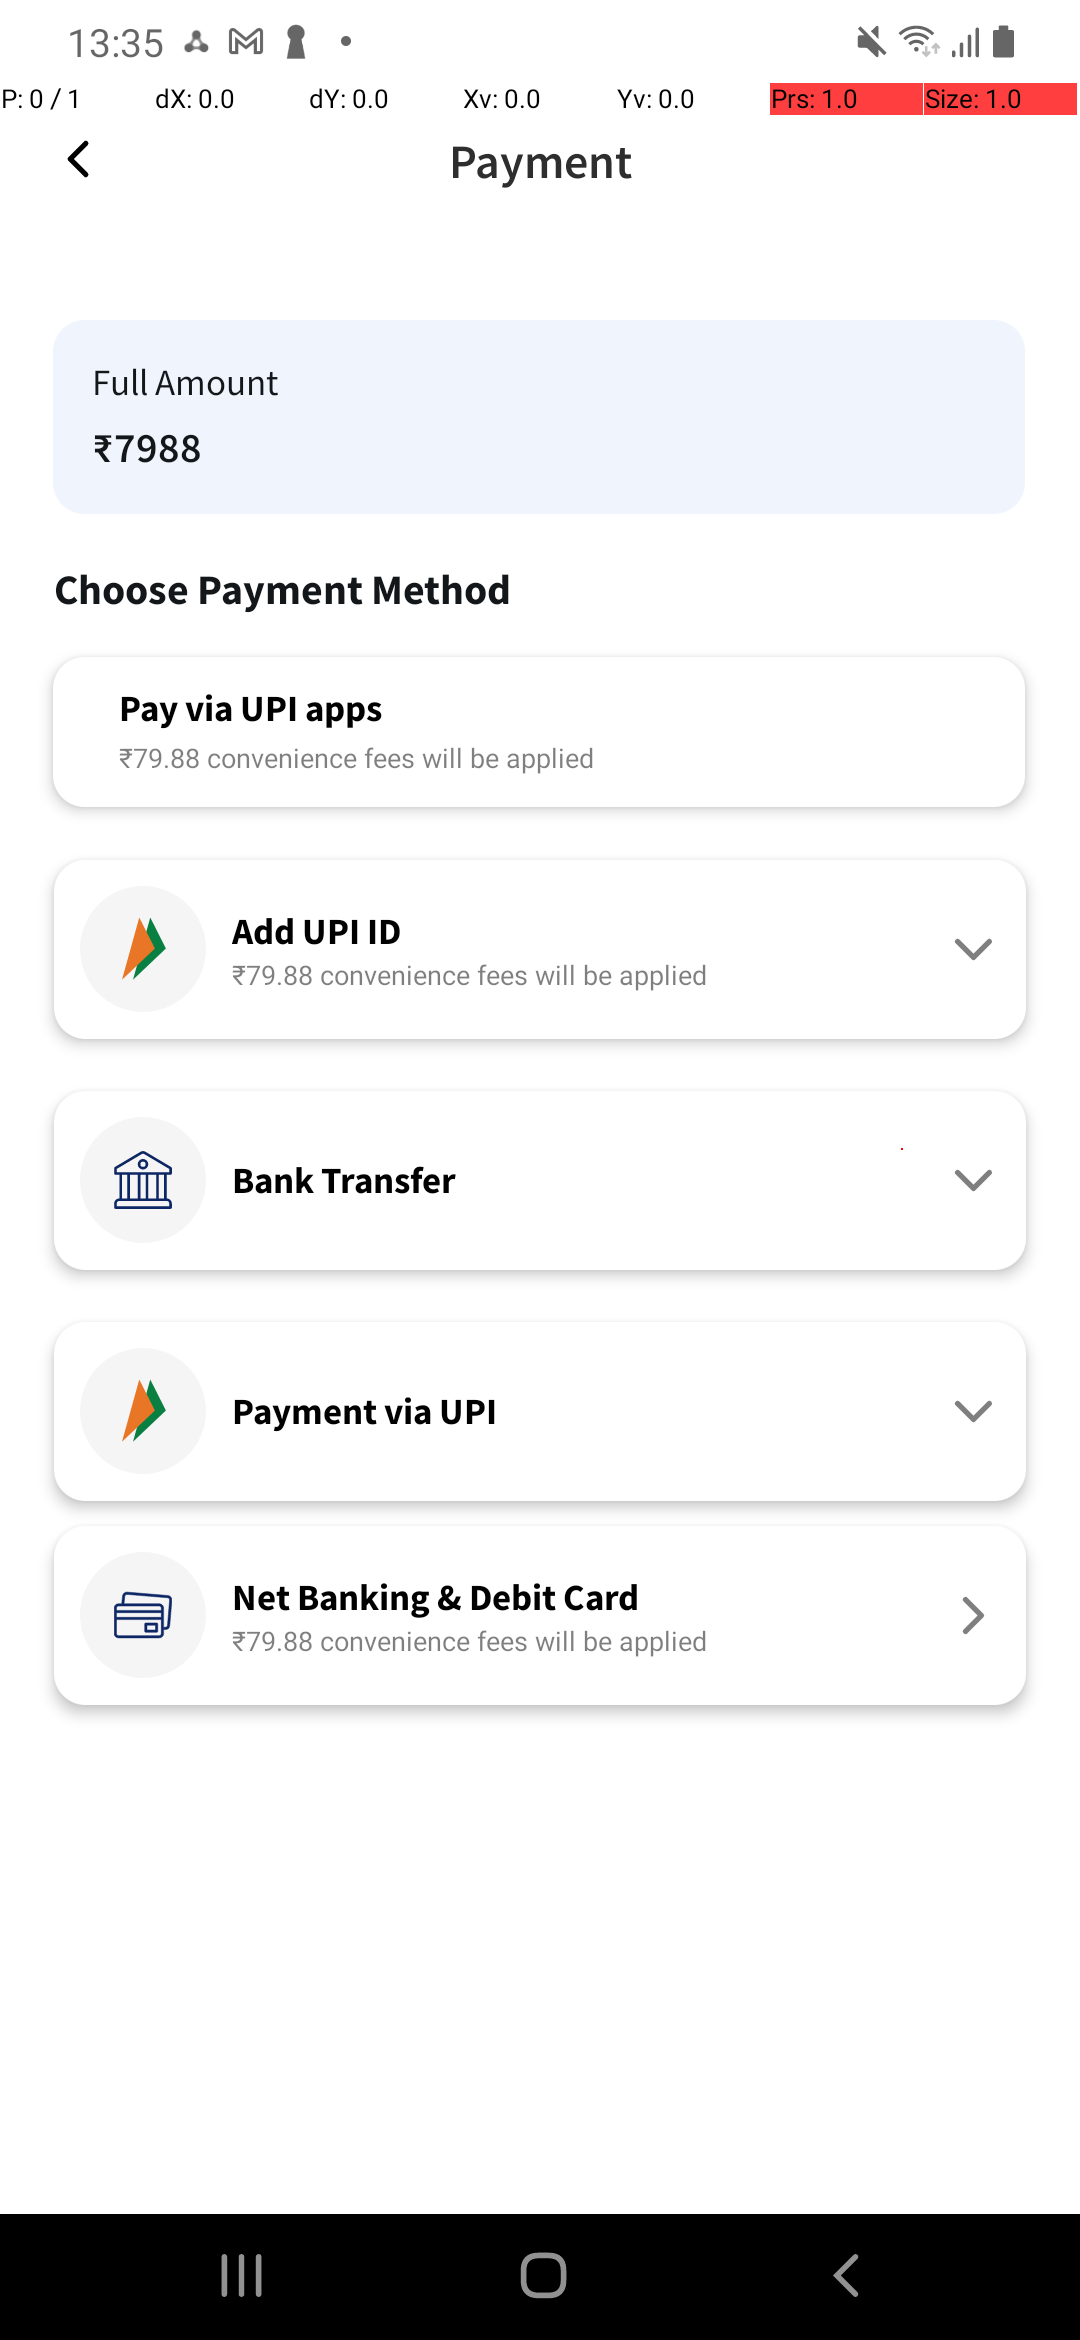 13:35
P: 0 / 1 dX: 0.0 dY: 0.0 Xv: 0.0 Yv: 0.0 Prs: 1.0 Size: 1.0
Payment
Full Amount
₹7988
Choose Payment Method
Pay via UPI apps
₹79.88 convenience fees will be applied
Add UPI ID
₹79.88 convenience fees will be applied
Bank Transfer
Payment via UPI
Net Banking & Debit Card
₹79.88 convenience fees will be applied